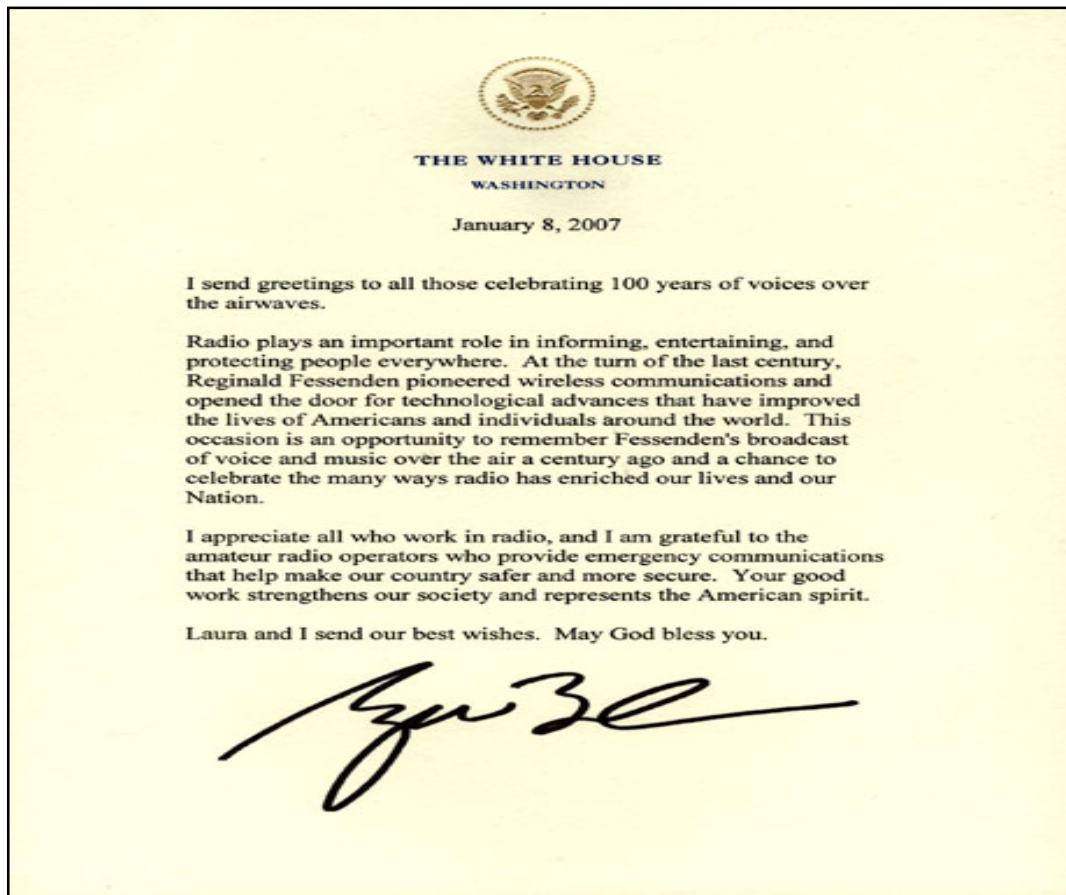 THE WHITE HOUSE
WASHINGTON
January 8, 2007
I send greetings to all those celebrating 100 years of voices over
the airwaves.
Radio plays an important role in informing, entertaining, and
protecting people everywhere. At the turn of the last century,
Reginald Fessenden pioneered wireless communications and
opened the door for technological advances that have improved
the lives of Americans and individuals around the world. This
occasion is an opportunity to remember Fessenden's broadcast
of voice and music over the air a century ago and a chance to
celebrate the many ways radio has enriched our lives and our
Nation.
I appreciate all who work in radio, and I am grateful to the
amateur radio operators who provide emergency communications
that help make our country safer and more secure. Your good
work strengthens our society and represents the American spirit.
Laura and I send our best wishes. May God bless you.